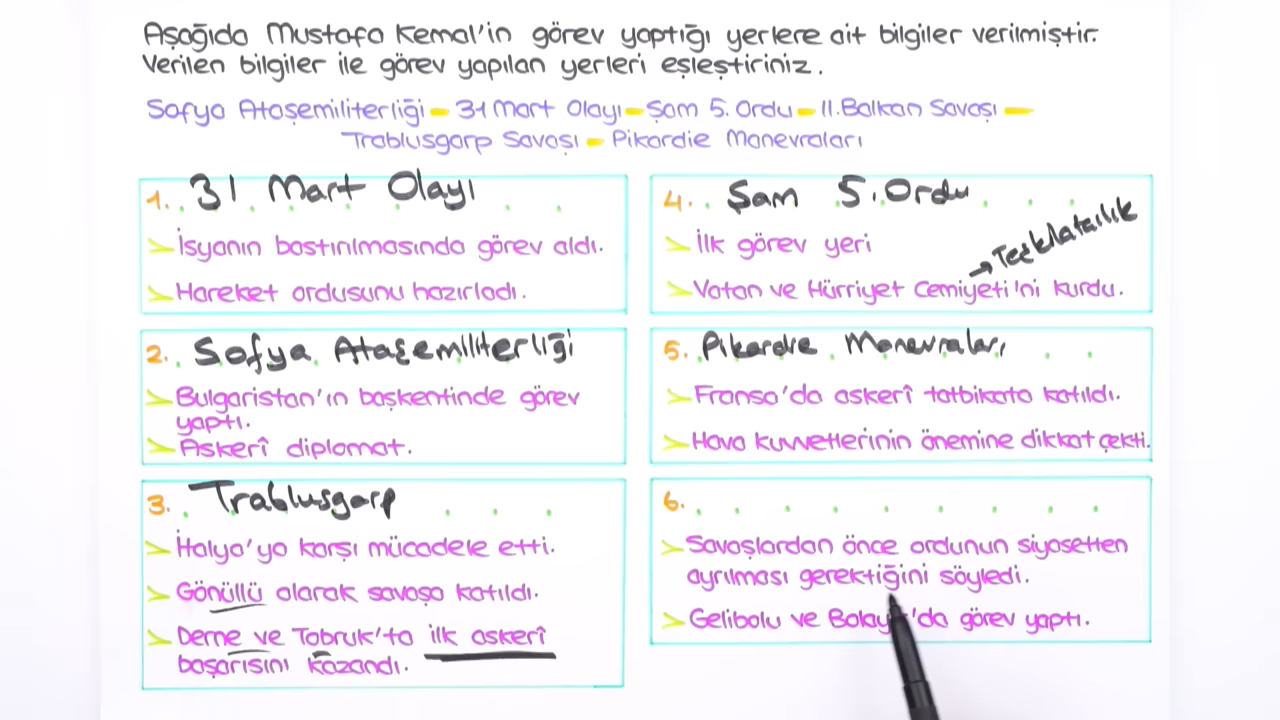 Aşağıda Mustafa Kemal'in görev yaptığı yerlere ait bilgiler verilmiştir.
Verilen bilgiler ile görev yapılan yerleri eşleştiriniz.
Sofya Ataşemiliterliği - 31 Mart Olayı - Şam 5. Ordu - II. Balkan Savaşı -
Trablusgarp Savaşı - Pikardie Manevraları
1. 31 Mart Olayı
> İsyanın bastırılmasında görev aldı.
> Hareket ordusunu hazırladı.
2. Sofya Ataşemiliterliği
> Bulgaristan'ın başkentinde görev
yaptı.
> Askerî diplomat.
3. Trablusgarp
> İtalya'ya karşı mücadele etti.
> Gönüllü olarak savaşa katıldı.
> Derne ve Tobruk'ta ilk askerî
başarısını kazandı.
4. Şam 5. Ordu
> İlk görev yeri
→ Teşkilatçılık
> Vatan ve Hürriyet Cemiyeti'ni kurdu.
5. Pikardie Manevraları
> Fransa'da askerî tatbikata katıldı.
> Hava kuvvetlerinin önemine dikkat çekti.
6.
> Savaşlardan önce ordunun siyasetten
ayrılması gerektiğini söyledi.
> Gelibolu ve Bolayır'da görev yaptı.